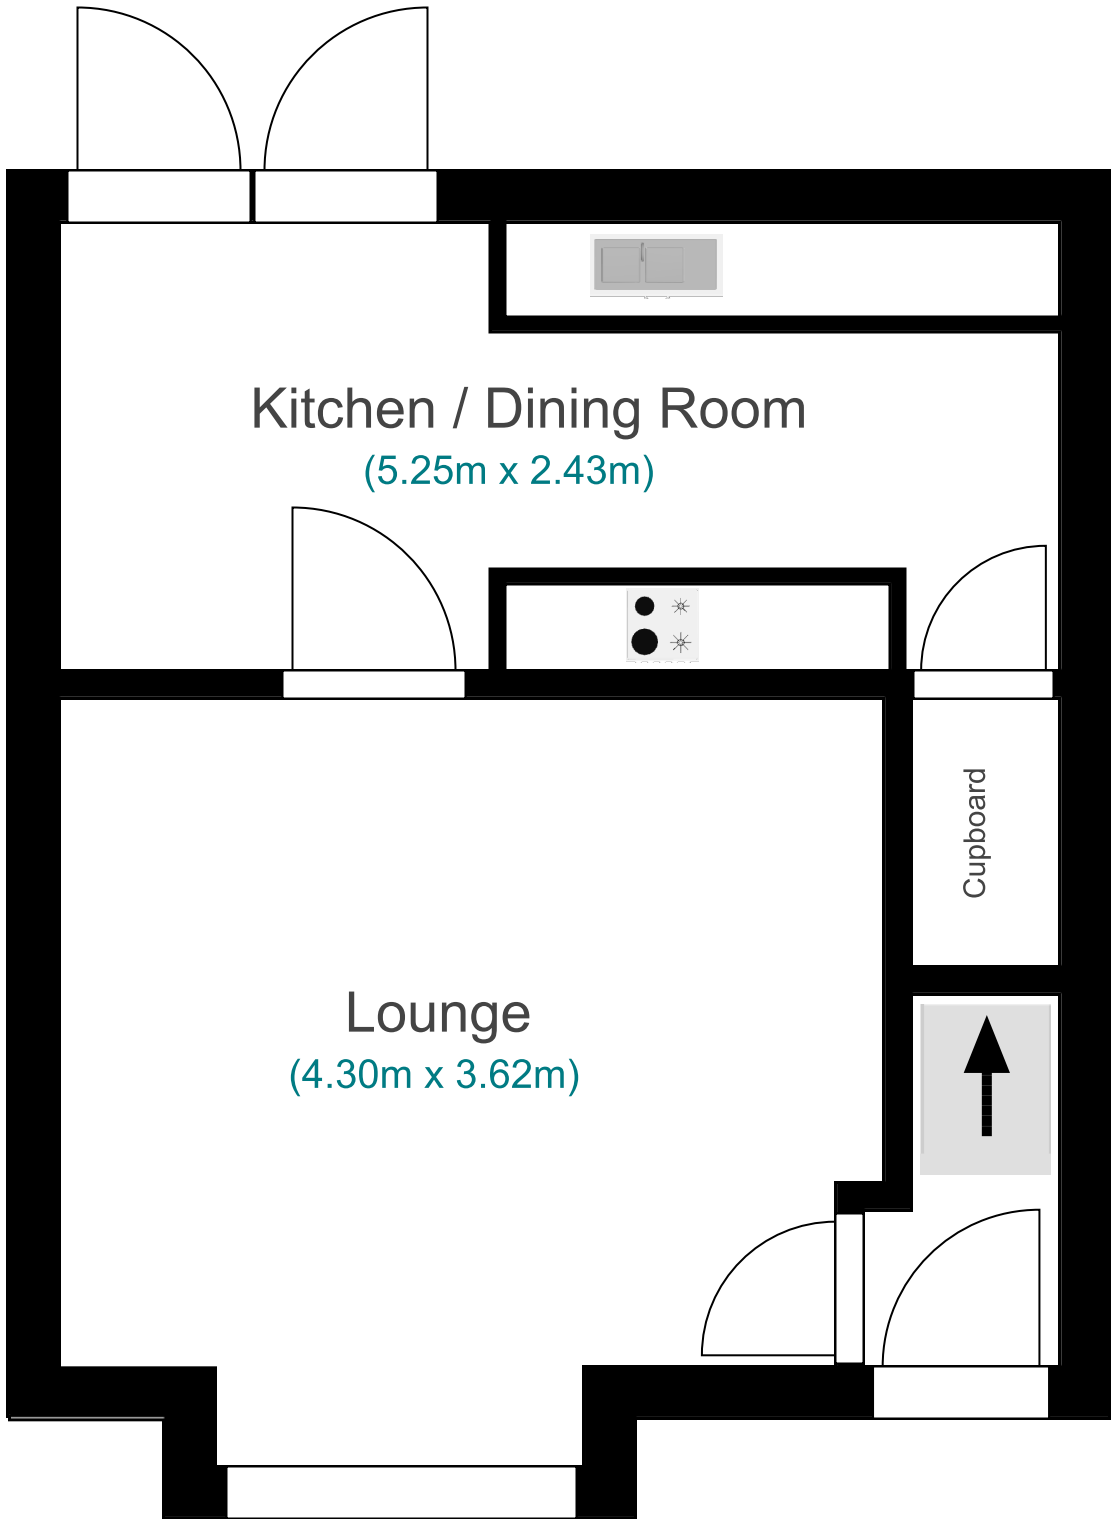 Kitchen / Dining Room
(5.25m x 2.43m)
Cupboard
Lounge
(4.30m x 3.62m)